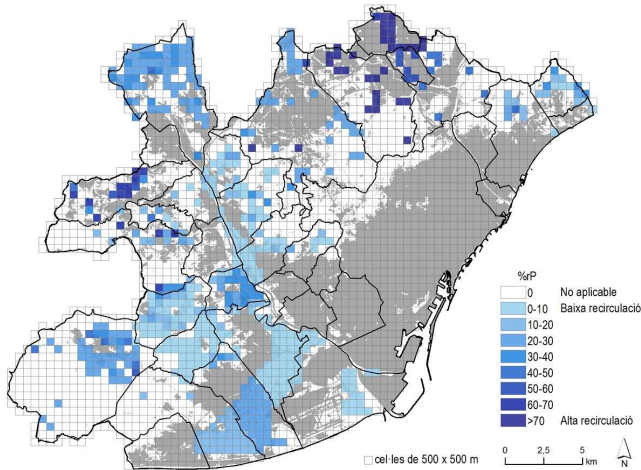 %rP
0 No aplicable
0-10 Baixa recirculació
10-20
20-30
30-40
40-50
50-60
60-70
>70 Alta recirculació
cel·les de 500 x 500 m
0 2,5 5
km
N